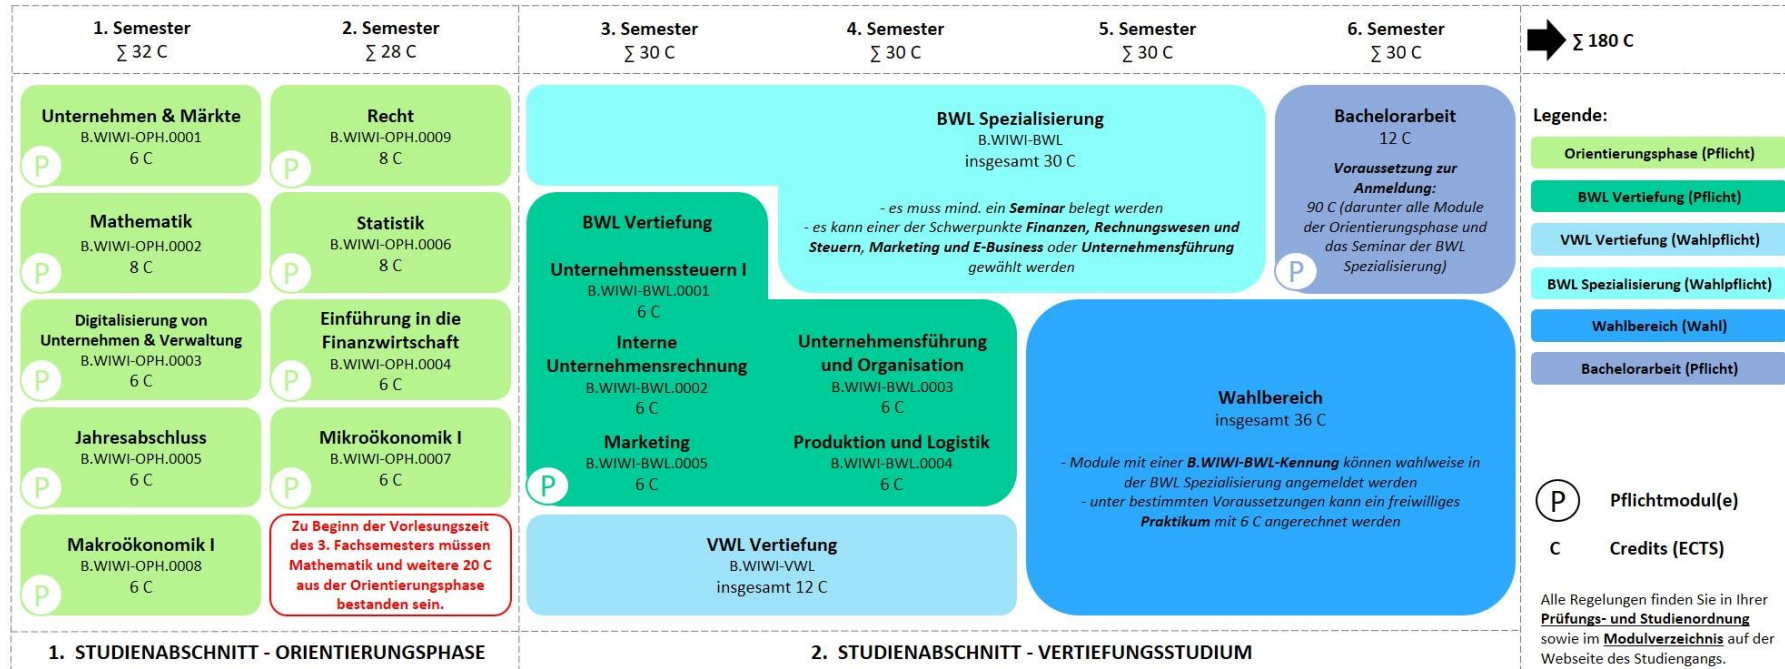 1. Semester
∑ 32 C
2. Semester
∑ 28 C
3. Semester
∑ 30 C
4. Semester
∑ 30 C
5. Semester
∑ 30 C
6. Semester
∑ 30 C
∑ 180 C
Unternehmen & Märkte
B.WIWI-OPH.0001
6 C
P
Mathematik
B.WIWI-OPH.0002
8 C
P
Digitalisierung von
Unternehmen & Verwaltung
B.WIWI-OPH.0003
6 C
P
Jahresabschluss
B.WIWI-OPH.0005
6 C
P
Makroökonomik I
B.WIWI-OPH.0008
6 C
P
Recht
B.WIWI-OPH.0009
8 C
P
Statistik
B.WIWI-OPH.0006
8 C
P
Einführung in die
Finanzwirtschaft
B.WIWI-OPH.0004
6 C
P
Mikroökonomik I
B.WIWI-OPH.0007
6 C
P
Zu Beginn der Vorlesungszeit
des 3. Fachsemesters müssen
Mathematik und weitere 20 C
aus der Orientierungsphase
bestanden sein.
BWL Spezialisierung
B.WIWI-BWL
insgesamt 30 C
- es muss mind. ein Seminar belegt werden
- es kann einer der Schwerpunkte Finanzen, Rechnungswesen und
Steuern, Marketing und E-Business oder Unternehmensführung
gewählt werden
BWL Vertiefung
Unternehmenssteuern I
B.WIWI-BWL.0001
6 C
Interne
Unternehmensrechnung
B.WIWI-BWL.0002
6 C
Marketing
B.WIWI-BWL.0005
6 C
P
Unternehmensführung
und Organisation
B.WIWI-BWL.0003
6 C
Produktion und Logistik
B.WIWI-BWL.0004
6 C
VWL Vertiefung
B.WIWI-VWL
insgesamt 12 C
Bachelorarbeit
12 C
Voraussetzung zur
Anmeldung:
90 C (darunter alle Module
der Orientierungsphase und
das Seminar der BWL
Spezialisierung)
P
Wahlbereich
insgesamt 36 C
- Module mit einer B.WIWI-BWL-Kennung können wahlweise in
der BWL Spezialisierung angemeldet werden
- unter bestimmten Voraussetzungen kann ein freiwilliges
Praktikum mit 6 C angerechnet werden
Legende:
Orientierungsphase (Pflicht)
BWL Vertiefung (Pflicht)
VWL Vertiefung (Wahlpflicht)
BWL Spezialisierung (Wahlpflicht)
Wahlbereich (Wahl)
Bachelorarbeit (Pflicht)
P Pflichtmodul(e)
C Credits (ECTS)
Alle Regelungen finden Sie in Ihrer
Prüfungs- und Studienordnung
sowie im Modulverzeichnis auf der
Webseite des Studiengangs.
1. STUDIENABSCHNITT - ORIENTIERUNGSPHASE
2. STUDIENABSCHNITT - VERTIEFUNGSSTUDIUM